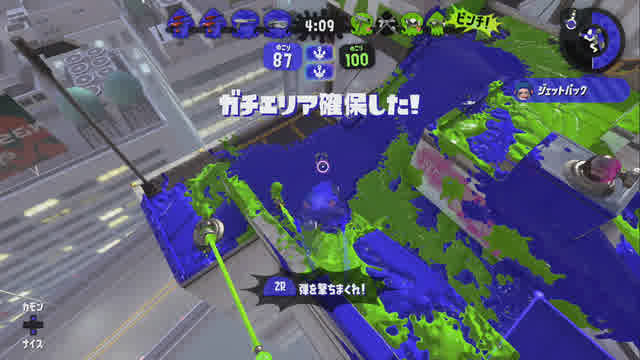 4:09
ピンチ!
のこり
87
のこり
100
ガチエリア確保した!
ジェットパック
ZR 弾を撃ちまくれ!
カモン
ナイス